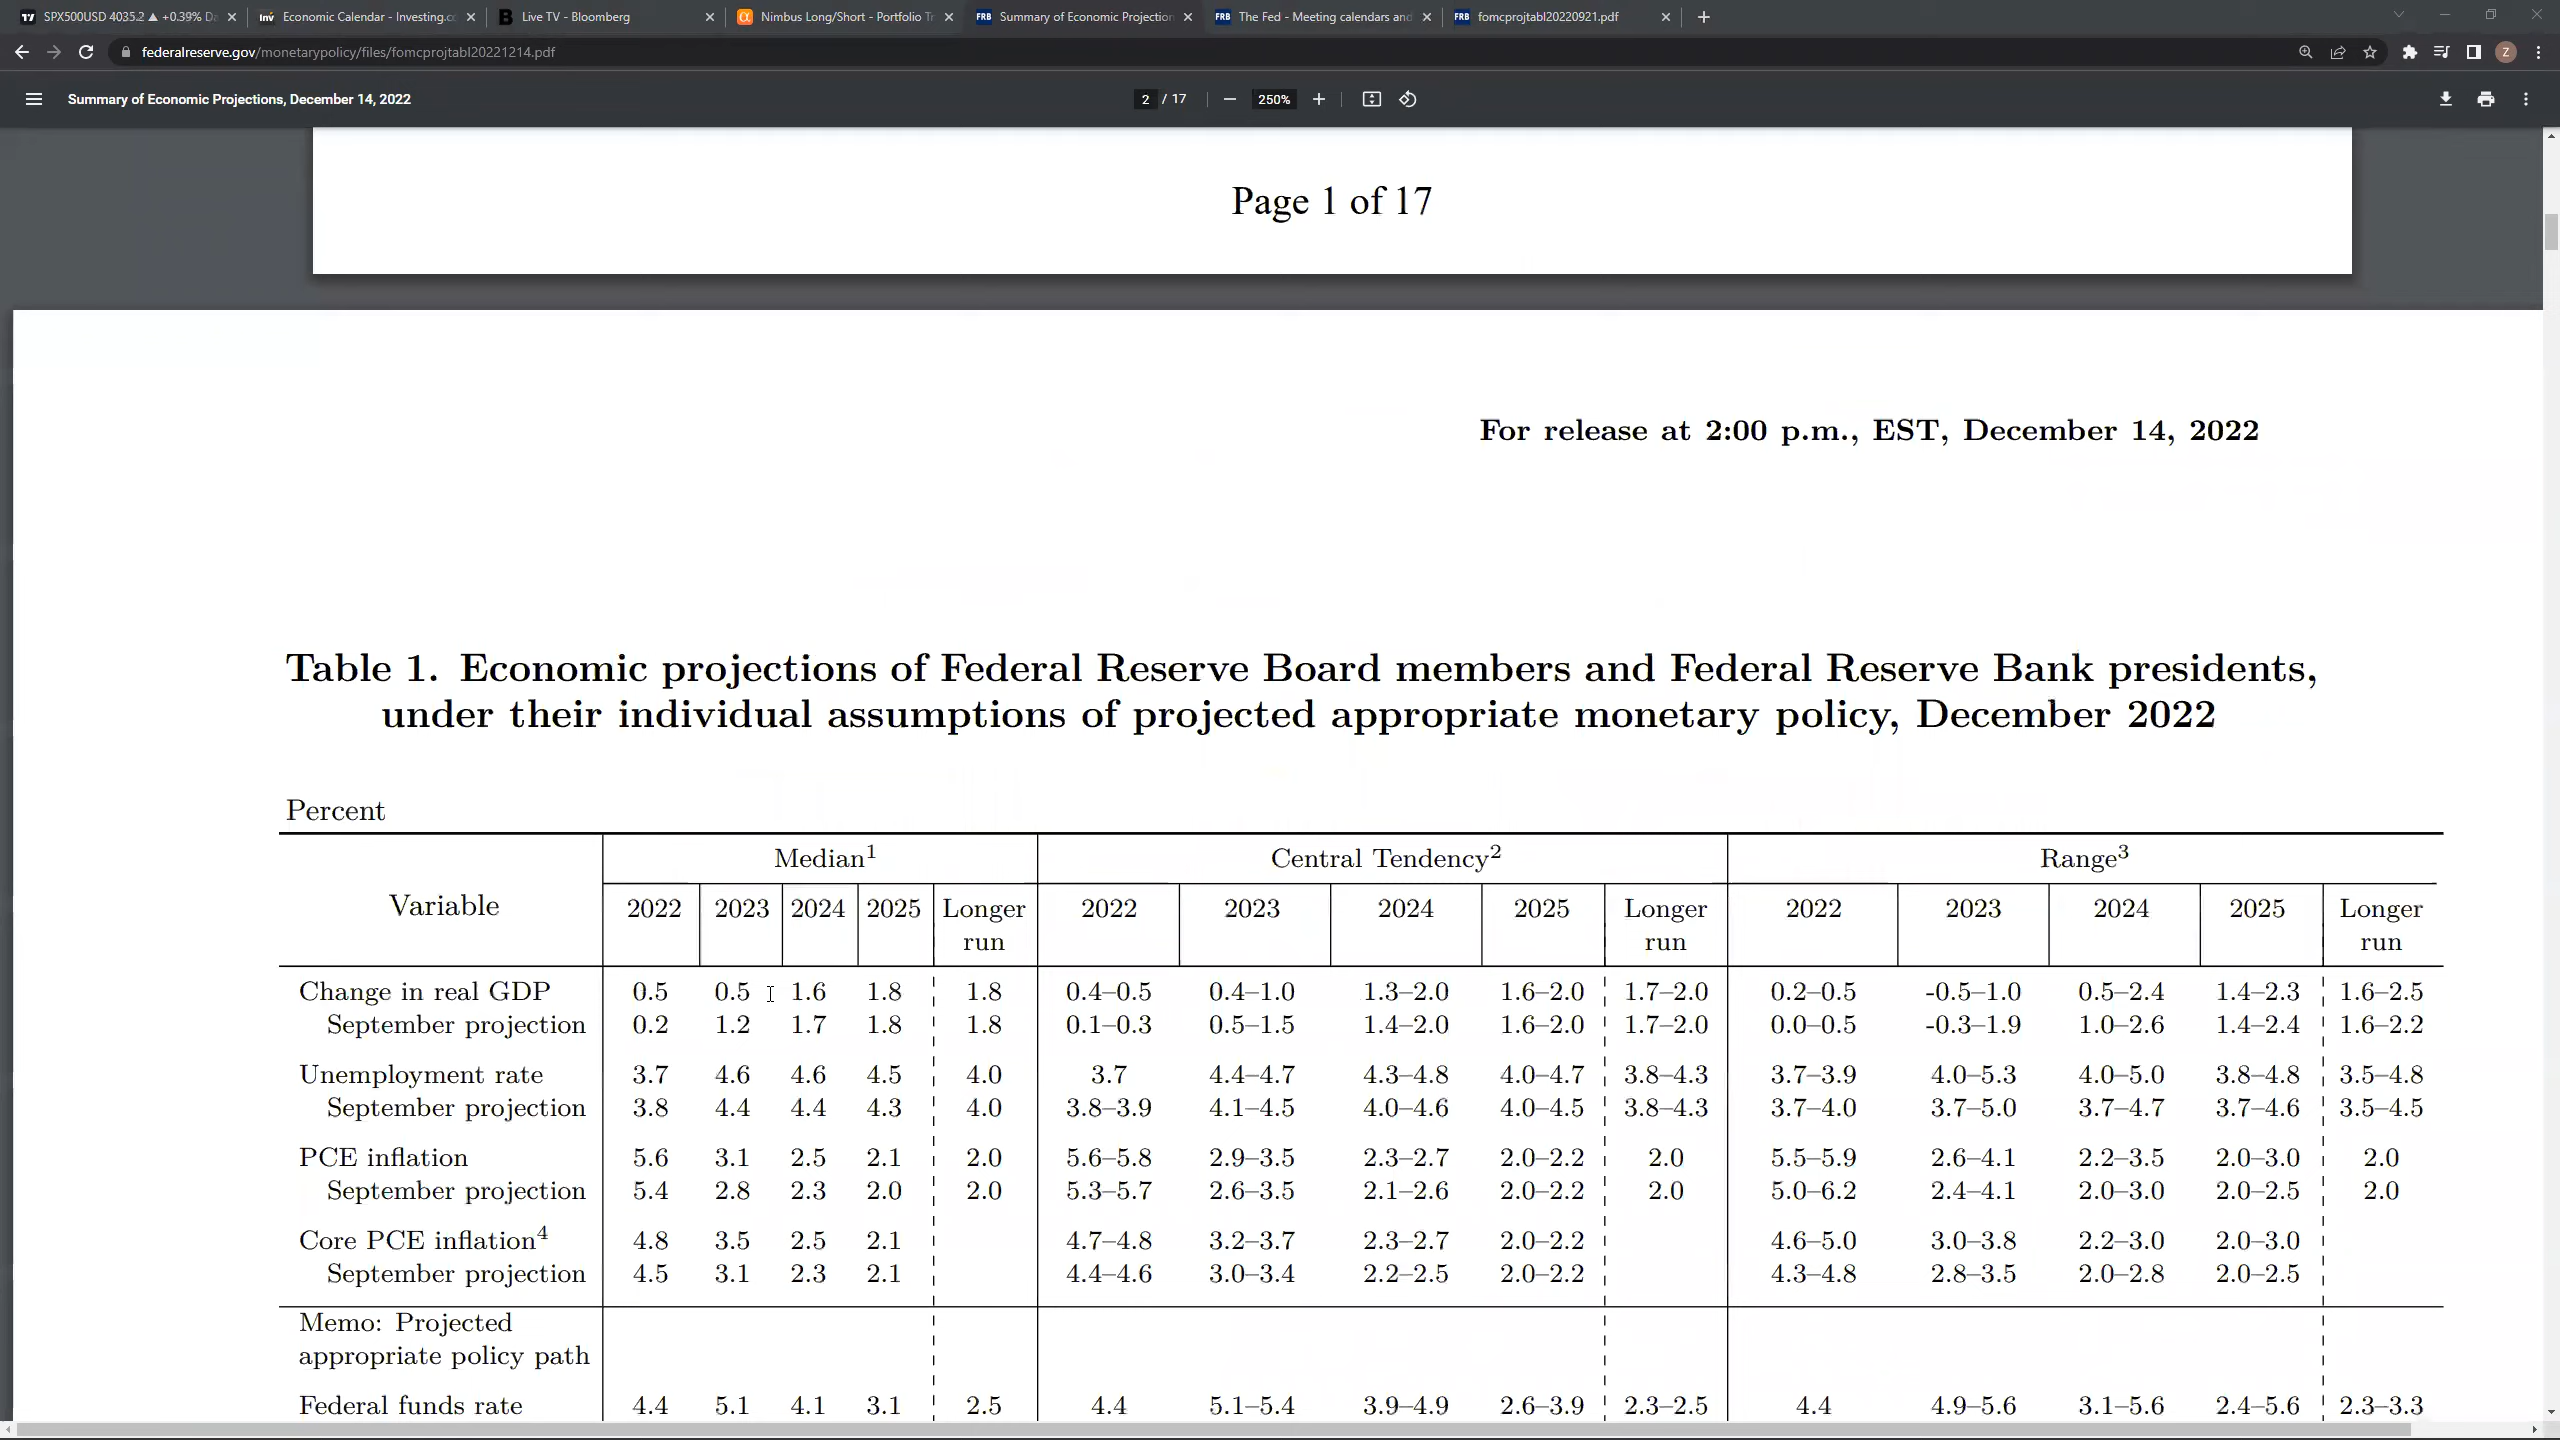 SPX500USD 4035.2 ▲ +0.39% Da
Economic Calendar - Investing.co
Live TV - Bloomberg
Nimbus Long/Short - Portfolio Tr
Summary of Economic Projection
The Fed - Meeting calendars and
fomcprojtabl20220921.pdf
federalreserve.gov/monetarypolicy/files/fomcprojtabl20221214.pdf
Summary of Economic Projections, December 14, 2022
2 / 17
250%
Page 1 of 17
For release at 2:00 p.m., EST, December 14, 2022
Table 1. Economic projections of Federal Reserve Board members and Federal Reserve Bank presidents,
under their individual assumptions of projected appropriate monetary policy, December 2022
Percent
Variable Median1 Central Tendency2 Range3
2022 2023 2024 2025 Longer run 2022 2023 2024 2025 Longer run 2022 2023 2024 2025 Longer run
Change in real GDP 0.5 0.5 1.6 1.8 1.8 0.4–0.5 0.4–1.0 1.3–2.0 1.6–2.0 1.7–2.0 0.2–0.5 -0.5–1.0 0.5–2.4 1.4–2.3 1.6–2.5
September projection 0.2 1.2 1.7 1.8 1.8 0.1–0.3 0.5–1.5 1.4–2.0 1.6–2.0 1.7–2.0 0.0–0.5 -0.3–1.9 1.0–2.6 1.4–2.4 1.6–2.2
Unemployment rate 3.7 4.6 4.6 4.5 4.0 3.7 4.4–4.7 4.3–4.8 4.0–4.7 3.8–4.3 3.7–3.9 4.0–5.3 4.0–5.0 3.8–4.8 3.5–4.8
September projection 3.8 4.4 4.4 4.3 4.0 3.8–3.9 4.1–4.5 4.0–4.6 4.0–4.5 3.8–4.3 3.7–4.0 3.7–5.0 3.7–4.7 3.7–4.6 3.5–4.5
PCE inflation 5.6 3.1 2.5 2.1 2.0 5.6–5.8 2.9–3.5 2.3–2.7 2.0–2.2 2.0 5.5–5.9 2.6–4.1 2.2–3.5 2.0–3.0 2.0
September projection 5.4 2.8 2.3 2.0 2.0 5.3–5.7 2.6–3.5 2.1–2.6 2.0–2.2 2.0 5.0–6.2 2.4–4.1 2.0–3.0 2.0–2.5 2.0
Core PCE inflation4 4.8 3.5 2.5 2.1 4.7–4.8 3.2–3.7 2.3–2.7 2.0–2.2 4.6–5.0 3.0–3.8 2.2–3.0 2.0–3.0
September projection 4.5 3.1 2.3 2.1 4.4–4.6 3.0–3.4 2.2–2.5 2.0–2.2 4.3–4.8 2.8–3.5 2.0–2.8 2.0–2.5
Memo: Projected
appropriate policy path
Federal funds rate 4.4 5.1 4.1 3.1 2.5 4.4 5.1–5.4 3.9–4.9 2.6–3.9 2.3–2.5 4.4 4.9–5.6 3.1–5.6 2.4–5.6 2.3–3.3